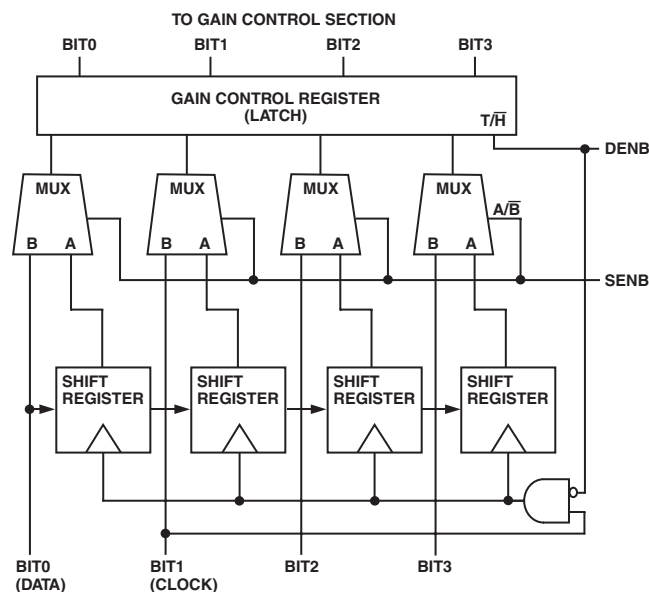 TO GAIN CONTROL SECTION
BIT0 BIT1 BIT2 BIT3
GAIN CONTROL REGISTER
(LATCH)
T/H̅
DENB
MUX MUX MUX MUX
A/B̅
B A B A B A B A
SENB
SHIFT REGISTER
SHIFT REGISTER
SHIFT REGISTER
SHIFT REGISTER
BIT0
(DATA)
BIT1
(CLOCK)
BIT2
BIT3